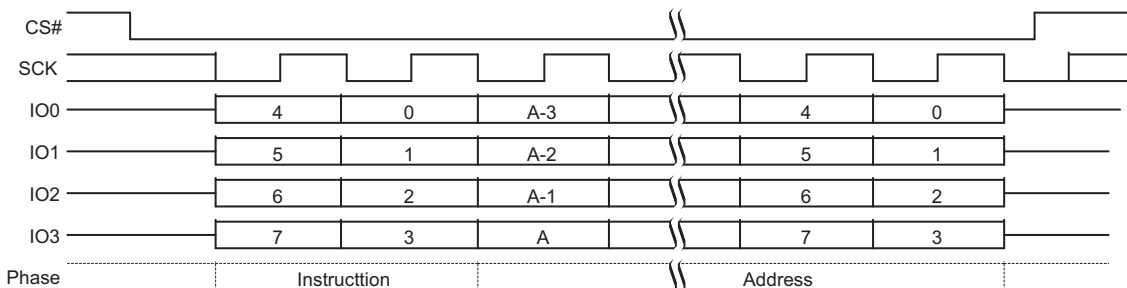 CS#
SCK
IO0 4 0 A-3 4 0
IO1 5 1 A-2 5 1
IO2 6 2 A-1 6 2
IO3 7 3 A 7 3
Phase Instructtion Address